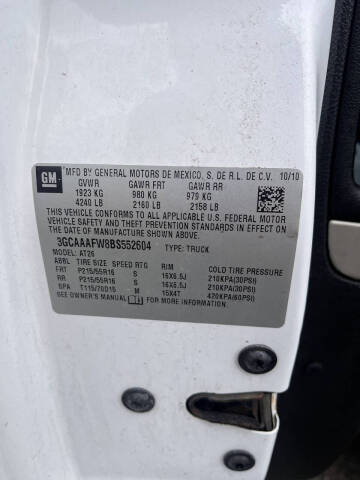 GM
MFD BY GENERAL MOTORS DE MEXICO, S. DE R.L. DE C.V. 10/10
GVWR GAWR FRT GAWR RR
1923 KG 980 KG 979 KG
4240 LB 2160 LB 2158 LB
THIS VEHICLE CONFORMS TO ALL APPLICABLE U.S. FEDERAL MOTOR
VEHICLE SAFETY AND THEFT PREVENTION STANDARDS IN EFFECT ON
THE DATE OF MANUFACTURE SHOWN ABOVE.
3GCAAAFW8BS552604 TYPE: TRUCK
MODEL: AT26
ABBL TIRE SIZE SPEED RTG RIM COLD TIRE PRESSURE
FRT P215/55R16 S 16X6.5J 210KPA(30PSI)
RR P215/55R16 S 16X6.5J 210KPA(30PSI)
SPA T115/70D15 M 15X4T 420KPA(60PSI)
SEE OWNER'S MANUAL FOR MORE INFORMATION.